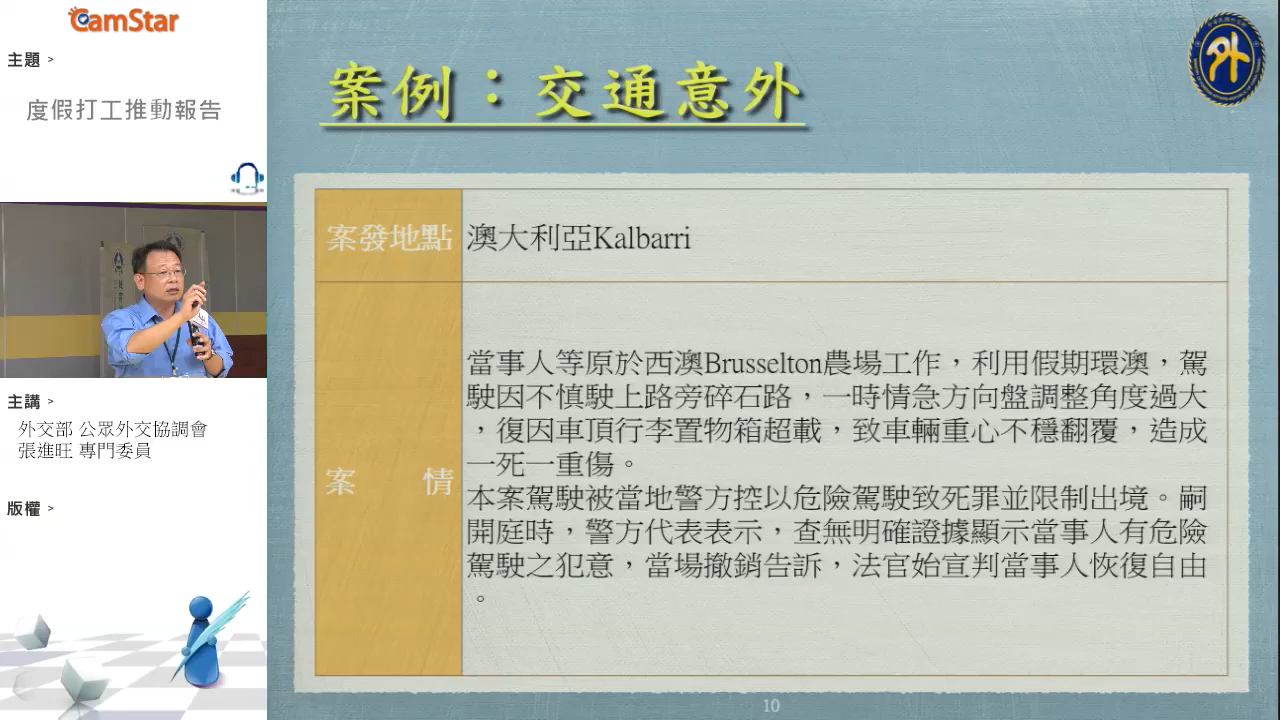 CamStar
主題 >
度假打工推動報告
主講 >
外交部 公眾外交協調會
張進旺 專門委員
版權 >
案例：交通意外
外
案發地點
澳大利亞Kalbarri
案　　情
當事人等原於西澳Brusselton農場工作，利用假期環澳，駕
駛因不慎駛上路旁碎石路，一時情急方向盤調整角度過大
，復因車頂行李置物箱超載，致車輛重心不穩翻覆，造成
一死一重傷。
本案駕駛被當地警方控以危險駕駛致死罪並限制出境。嗣
開庭時，警方代表表示，查無明確證據顯示當事人有危險
駕駛之犯意，當場撤銷告訴，法官始宣判當事人恢復自由
。
10